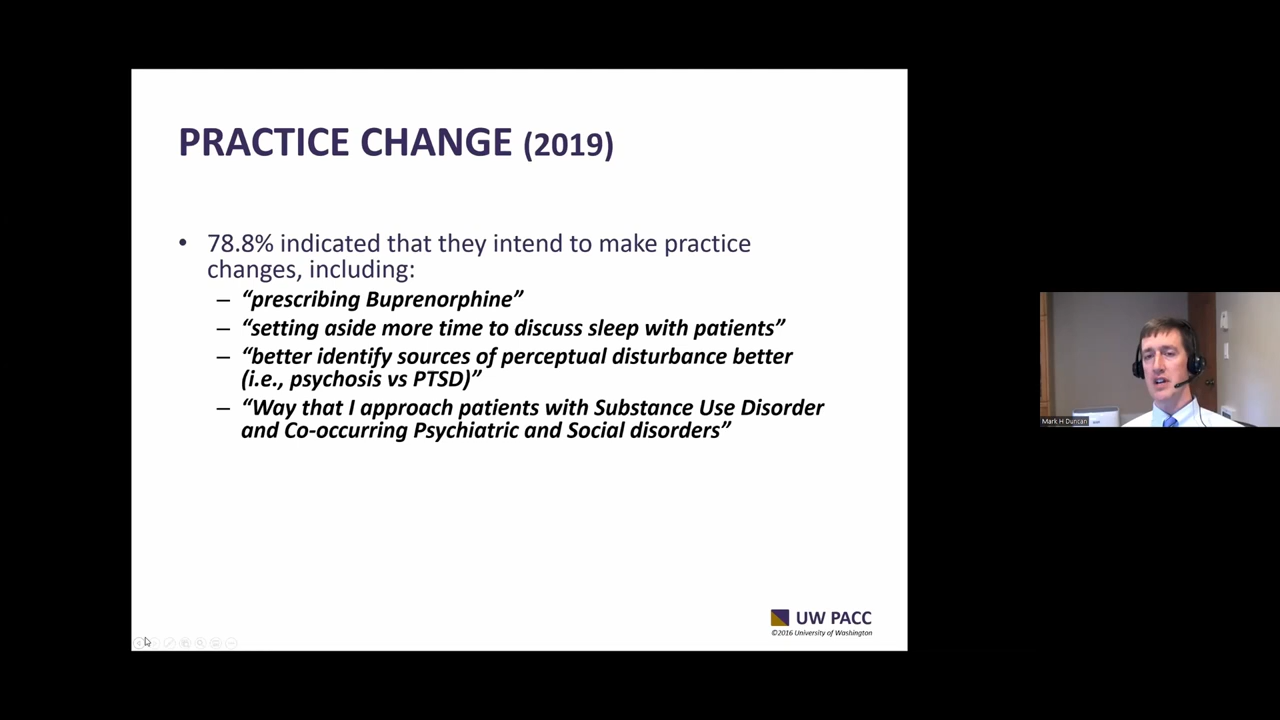 PRACTICE CHANGE (2019)
• 78.8% indicated that they intend to make practice
changes, including:
– “prescribing Buprenorphine”
– “setting aside more time to discuss sleep with patients”
– “better identify sources of perceptual disturbance better
(i.e., psychosis vs PTSD)”
– “Way that I approach patients with Substance Use Disorder
and Co-occurring Psychiatric and Social disorders”
UW PACC
©2016 University of Washington
Mark H Duncan